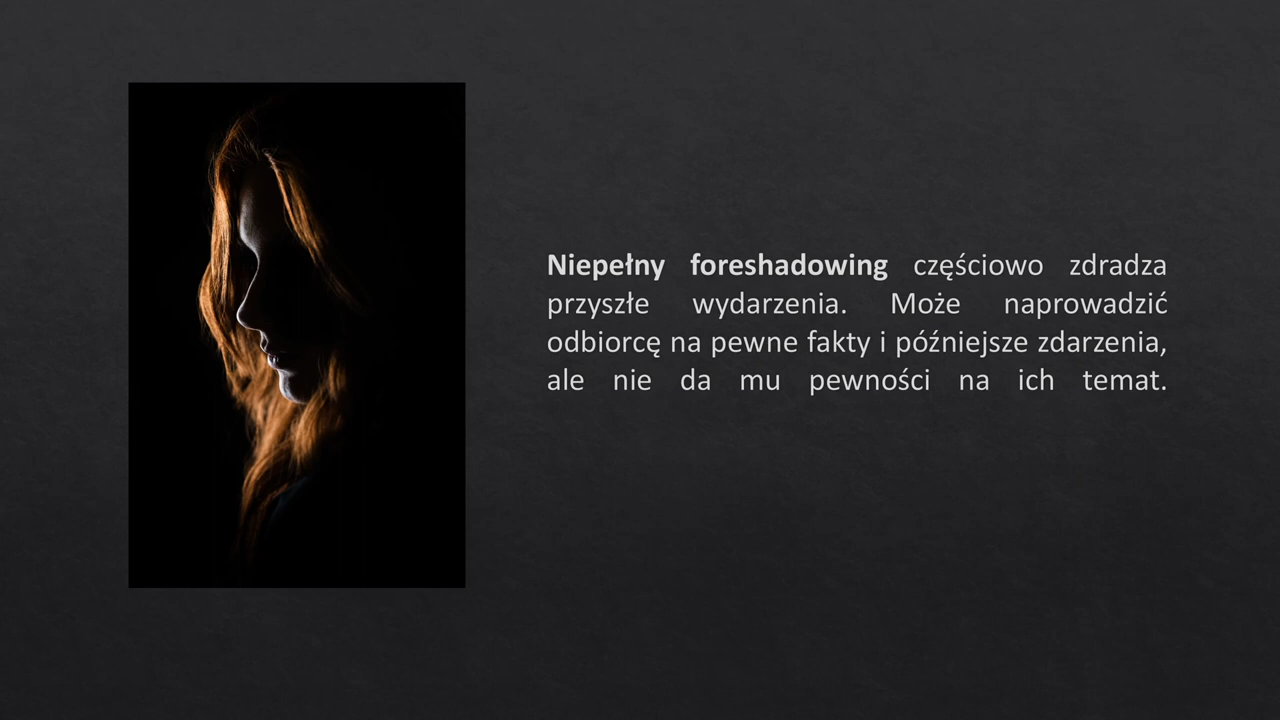 Niepełny foreshadowing częściowo zdradza
przyszłe wydarzenia. Może naprowadzić
odbiorcę na pewne fakty i późniejsze zdarzenia,
ale nie da mu pewności na ich temat.